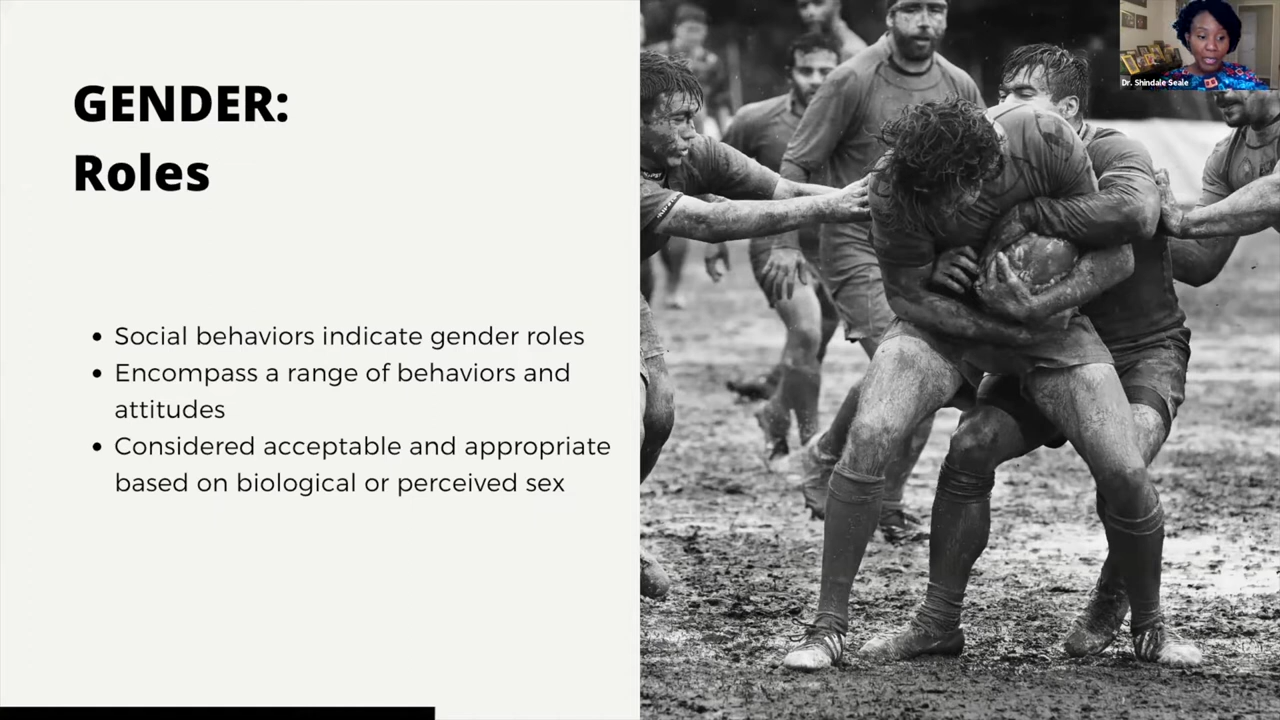 GENDER:
Roles
Social behaviors indicate gender roles
Encompass a range of behaviors and
attitudes
Considered acceptable and appropriate
based on biological or perceived sex
Dr. Shindale Seale